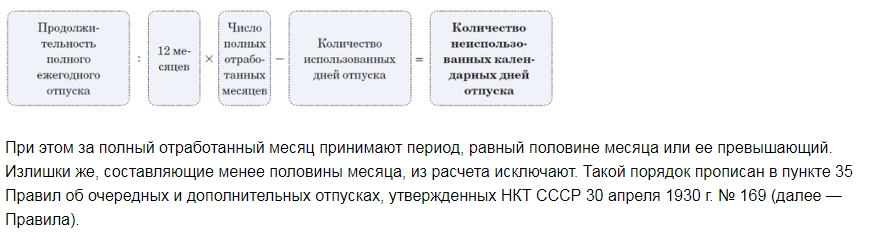 Продолжи-
тельность
полного
ежегодного
отпуска
:
12 ме-
сяцев
×
Число
полных
отрабо-
танных
месяцев
−
Количество
использованных
дней отпуска
=
Количество
неиспользо-
ванных кален-
дарных дней
отпуска
При этом за полный отработанный месяц принимают период, равный половине месяца или ее превышающий.
Излишки же, составляющие менее половины месяца, из расчета исключают. Такой порядок прописан в пункте 35
Правил об очередных и дополнительных отпусках, утвержденных НКТ СССР 30 апреля 1930 г. № 169 (далее —
Правила).